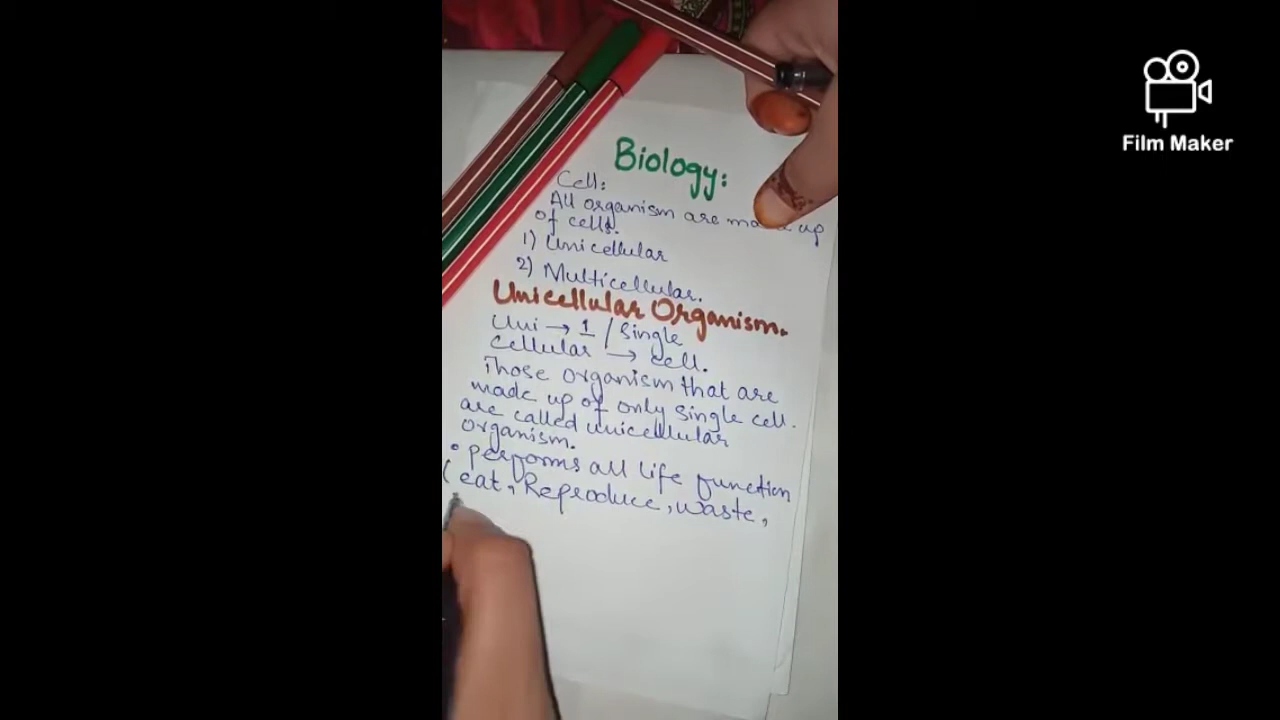 Biology:
Cell:
All organism are made up
of cells.
1) Unicellular
2) Multicellular.
Unicellular Organism.
Uni → 1 / Single
Cellular → cell.
Those organism that are
made up of only single cell.
are called unicellular
organism.
• performs all life function
(eat, Reproduce, waste,
Film Maker